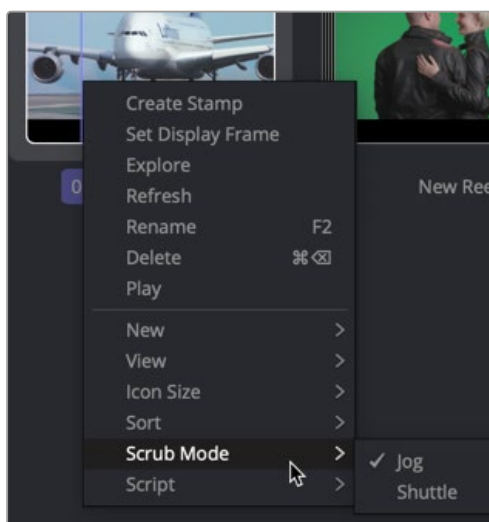 0
New Ree
Create Stamp
Set Display Frame
Explore
Refresh
Rename F2
Delete ⌘⌫
Play
New >
View >
Icon Size >
Sort >
Scrub Mode >
Script >
✓ Jog
Shuttle